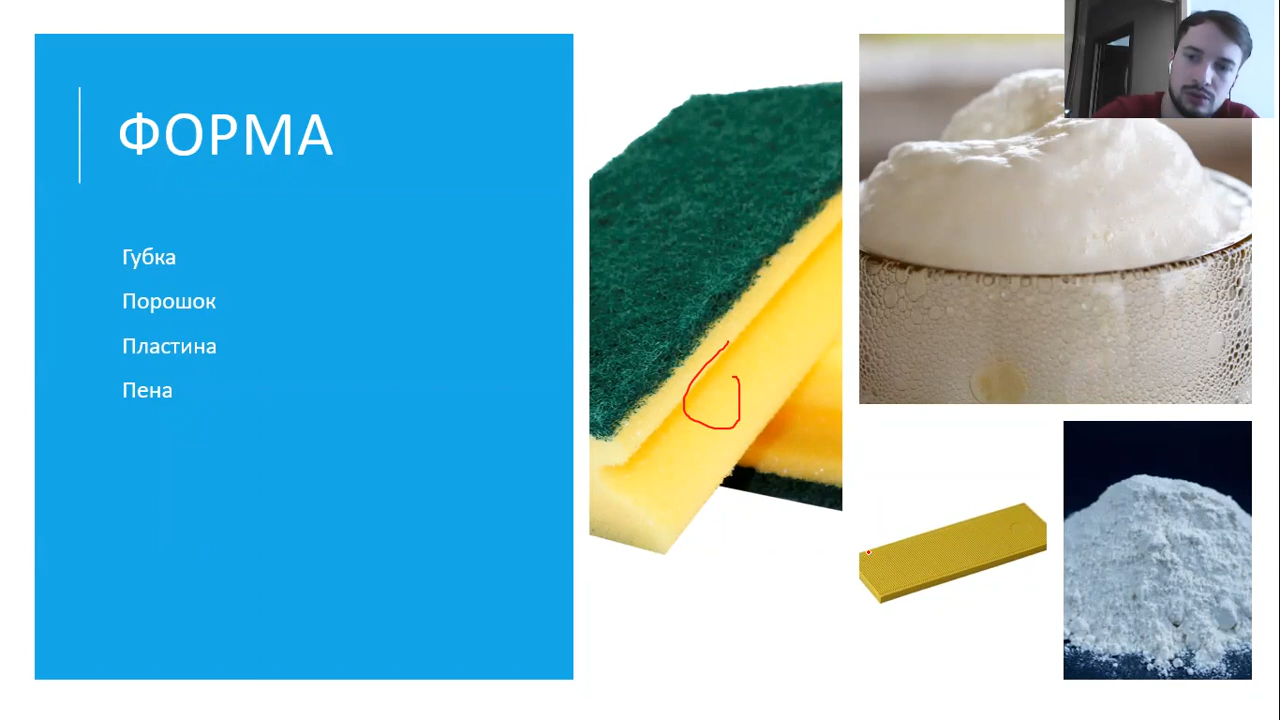 ФОРМА
Губка
Порошок
Пластина
Пена